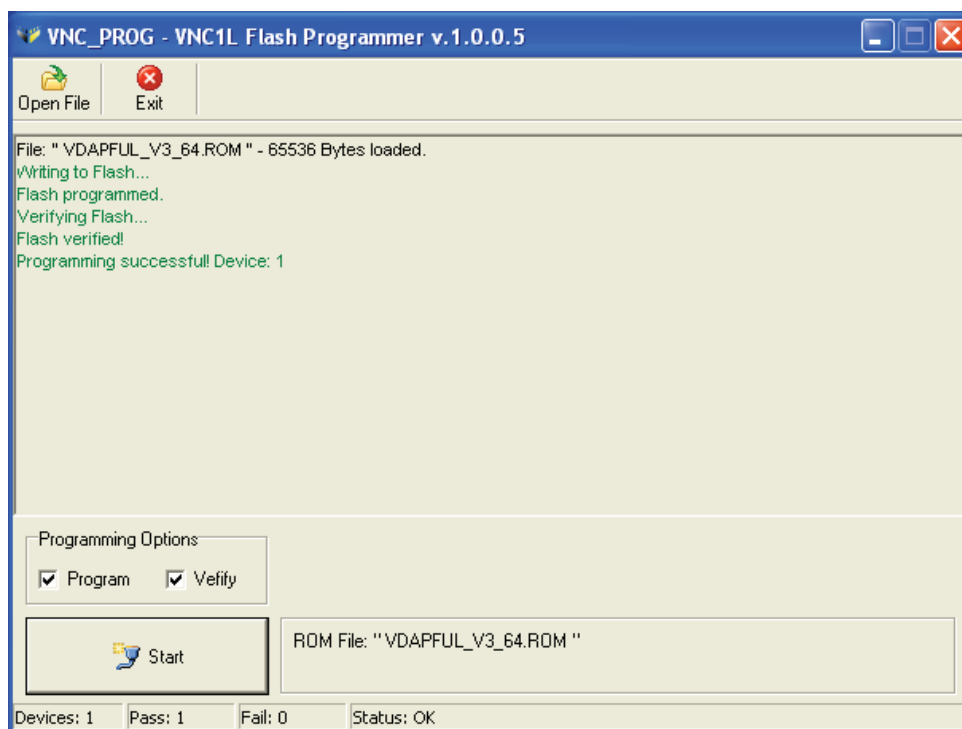 VNC_PROG - VNC1L Flash Programmer v.1.0.0.5
Open File Exit
File: " VDAPFUL_V3_64.ROM " - 65536 Bytes loaded.
Writing to Flash...
Flash programmed.
Verifying Flash...
Flash verified!
Programming successful! Device: 1
Programming Options
Program Vefify
Start
ROM File: " VDAPFUL_V3_64.ROM "
Devices: 1 Pass: 1 Fail: 0 Status: OK